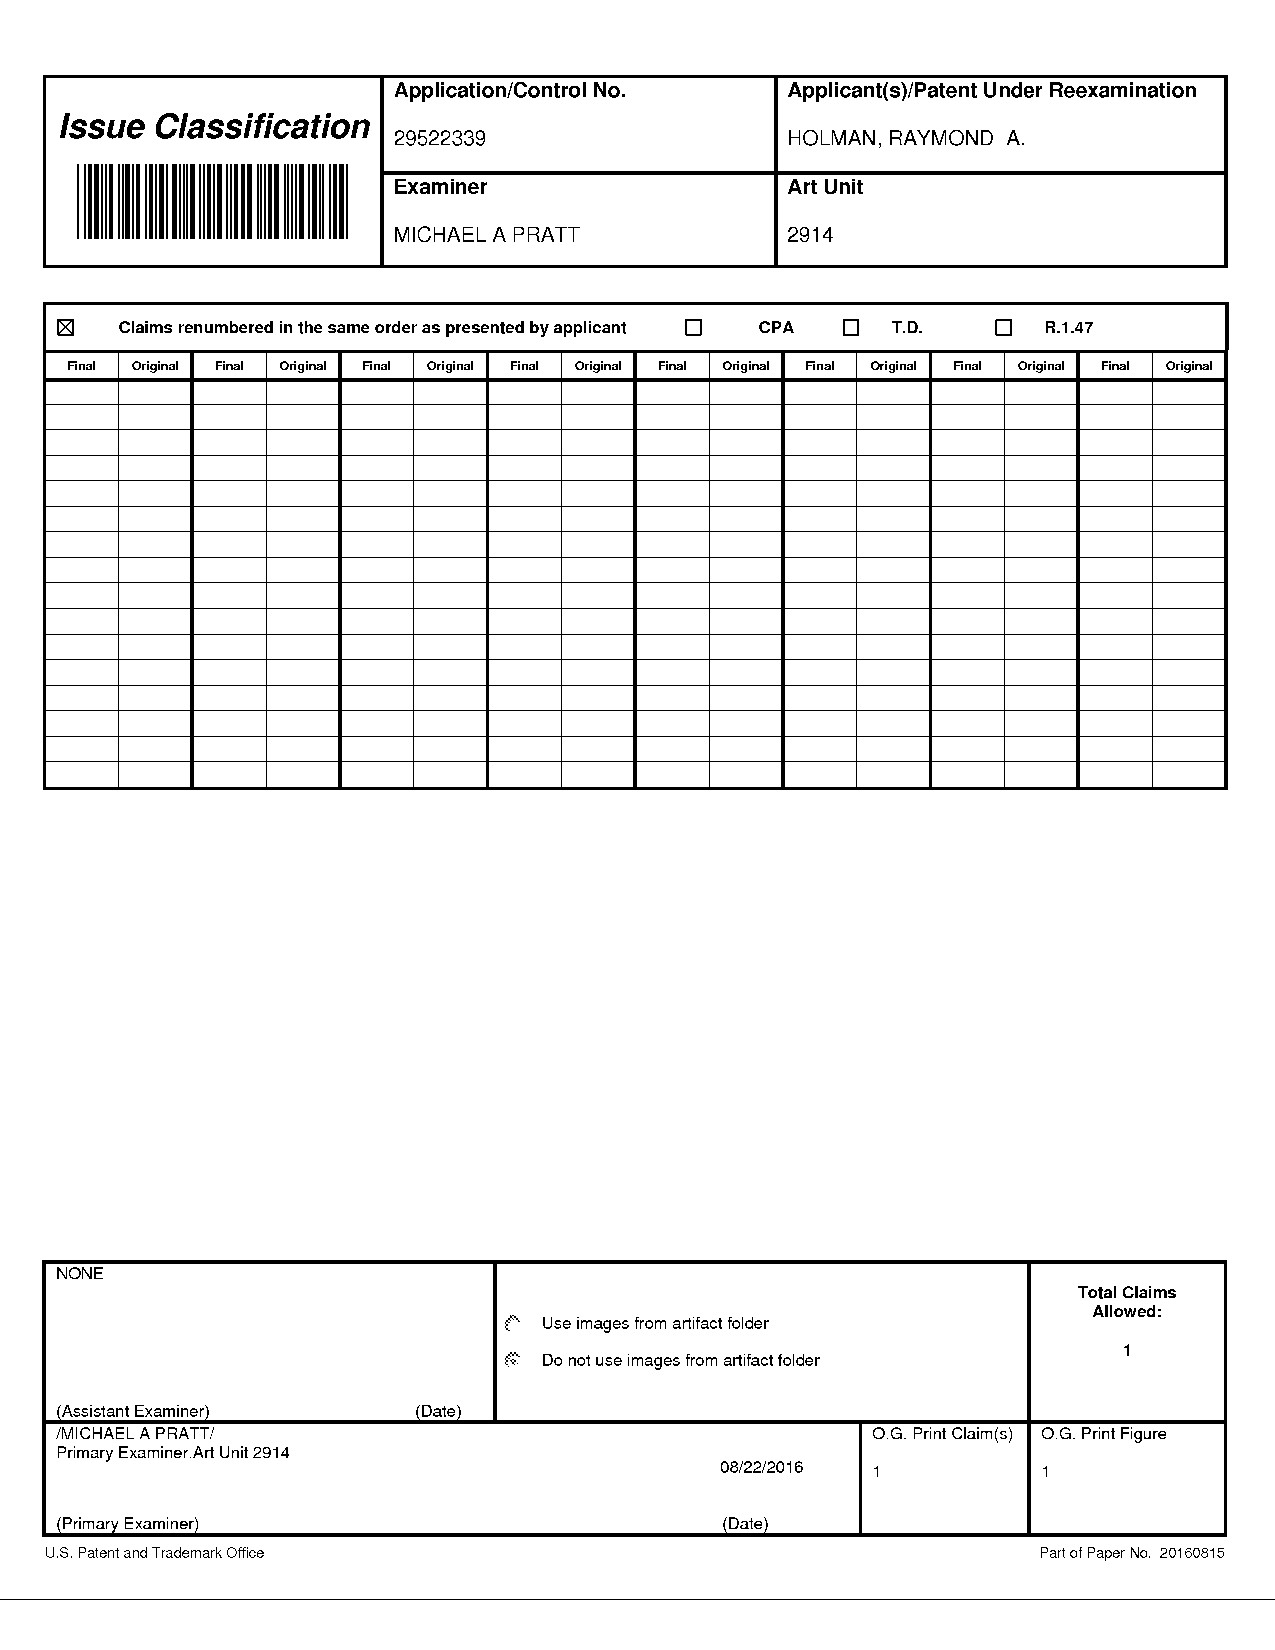 Issue Classification
Application/Control No.
29522339
Applicant(s)/Patent Under Reexamination
HOLMAN, RAYMOND  A.
Examiner
MICHAEL A PRATT
Art Unit
2914
☒ Claims renumbered in the same order as presented by applicant ☐ CPA ☐ T.D. ☐ R.1.47
Final Original Final Original Final Original Final Original Final Original Final Original Final Original Final Original
NONE
(Assistant Examiner) (Date)
Use images from artifact folder
Do not use images from artifact folder
Total Claims
Allowed:
1
/MICHAEL A PRATT/
Primary Examiner.Art Unit 2914
08/22/2016
(Primary Examiner) (Date)
O.G. Print Claim(s)
1
O.G. Print Figure
1
U.S. Patent and Trademark Office
Part of Paper No.  20160815